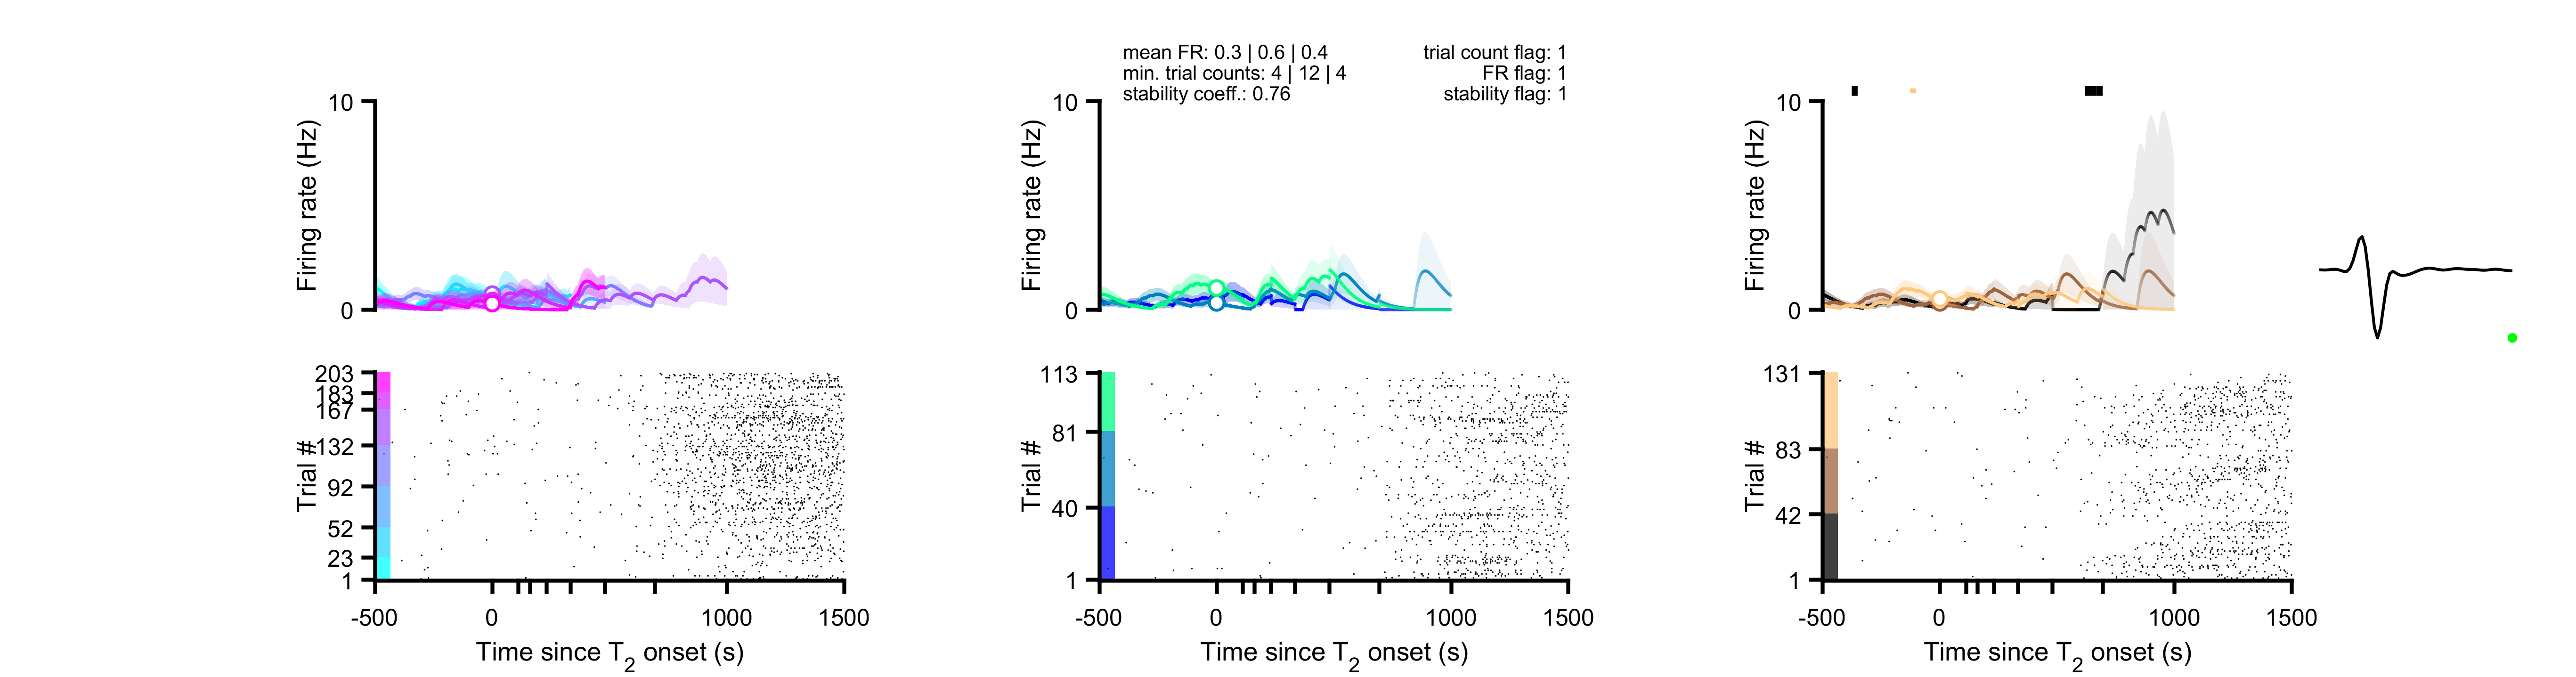 mean FR: 0.3 | 0.6 | 0.4
min. trial counts: 4 | 12 | 4
stability coeff.: 0.76
trial count flag: 1
FR flag: 1
stability flag: 1
10
0
Firing rate (Hz)
203
183
167
132
92
52
23
1
Trial #
-500
0
1000
1500
Time since T2 onset (s)
10
0
Firing rate (Hz)
113
81
40
1
Trial #
-500
0
1000
1500
Time since T2 onset (s)
10
0
Firing rate (Hz)
131
83
42
1
Trial #
-500
0
1000
1500
Time since T2 onset (s)